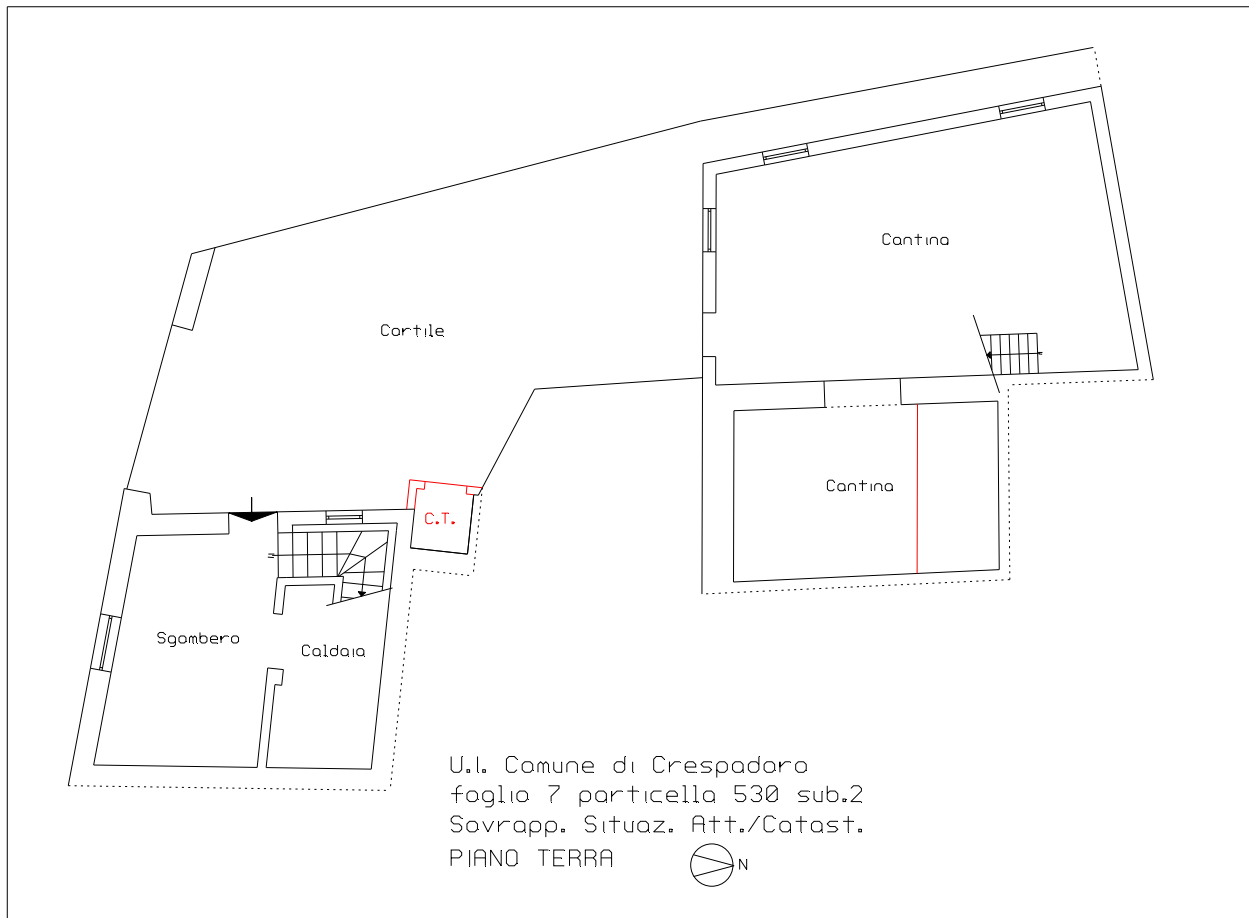 Cantina
Cortile
Cantina
C.T.
Sgombero
Caldaia
U.I. Comune di Crespadoro
foglio 7 particella 530 sub.2
Sovrapp. Situaz. Att./Catast.
PIANO TERRA
N